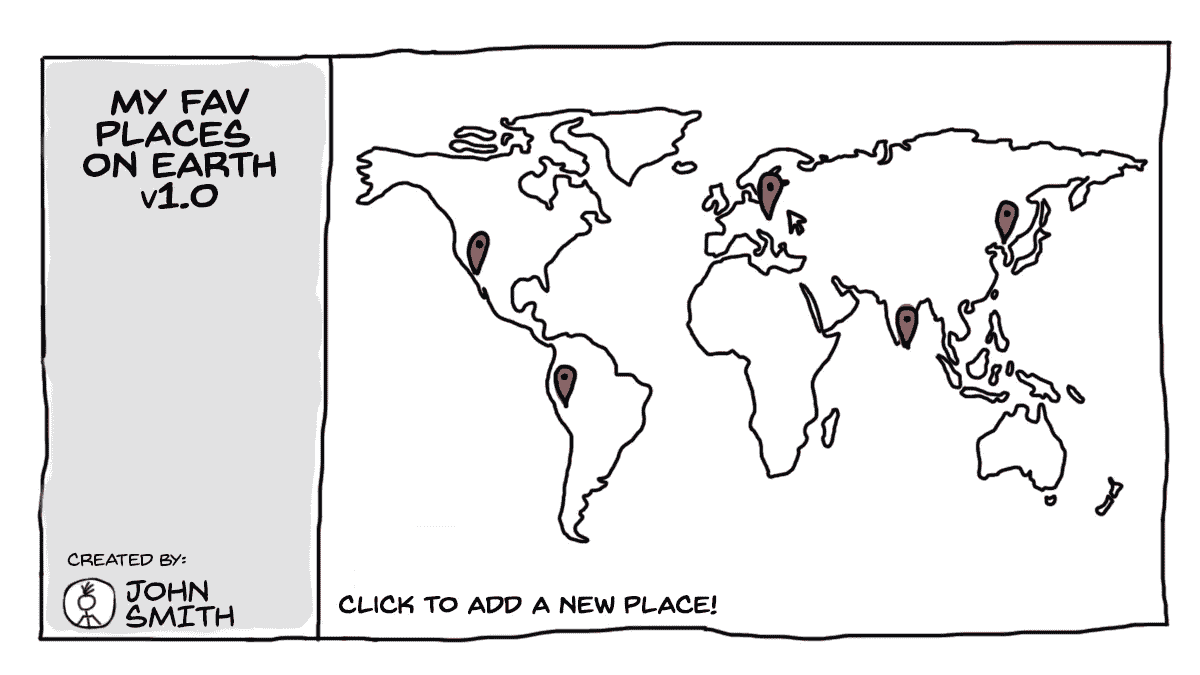 MY FAV
PLACES
ON EARTH
v1.0
CREATED BY:
JOHN
SMITH
CLICK TO ADD A NEW PLACE!